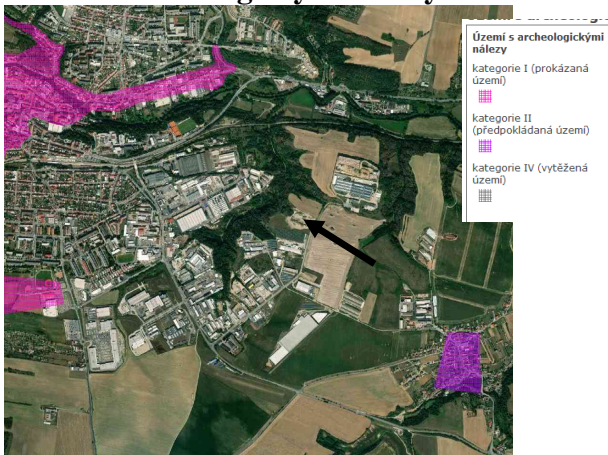 Území s archeologickými
nálezy
kategorie I (prokázaná
území)
kategorie II
(předpokládaná území)
kategorie IV (vytěžená
území)